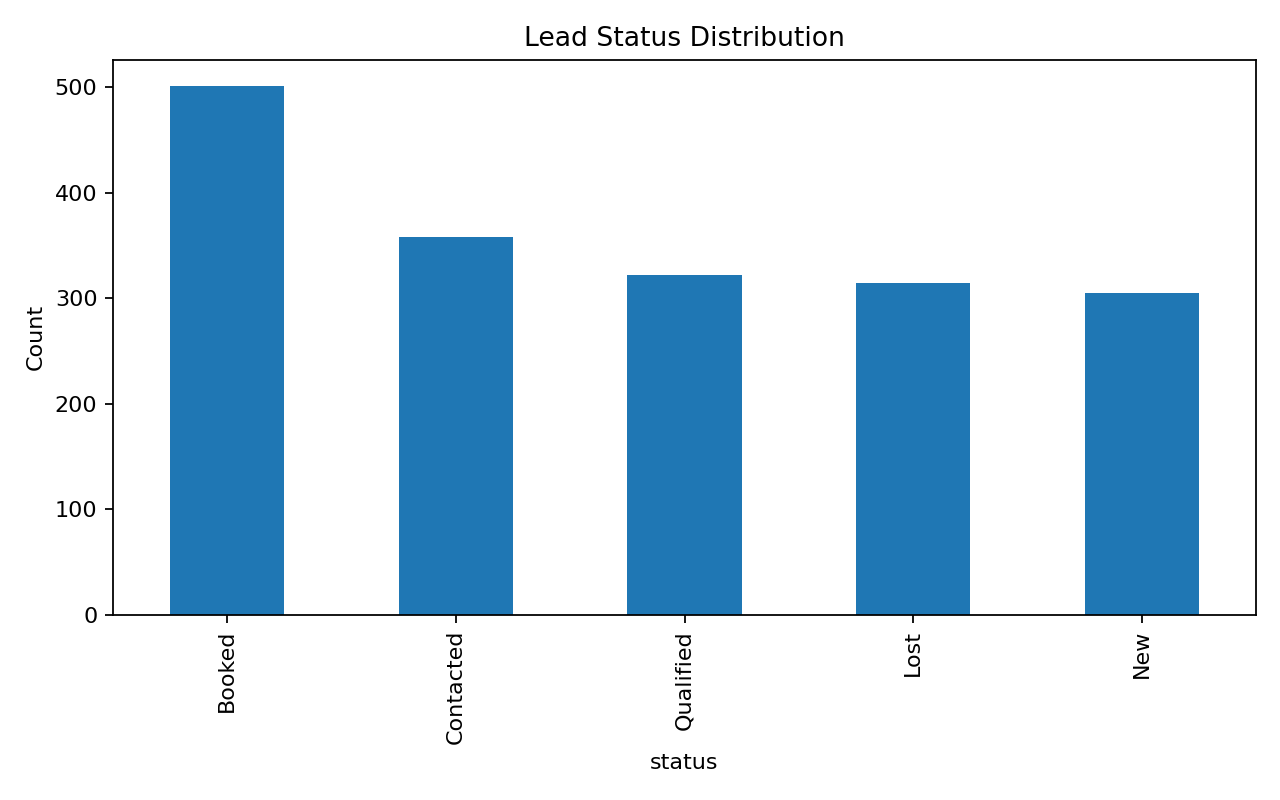 Lead Status Distribution
500
400
300
200
100
0
Count
Booked
Contacted
Qualified
Lost
New
status